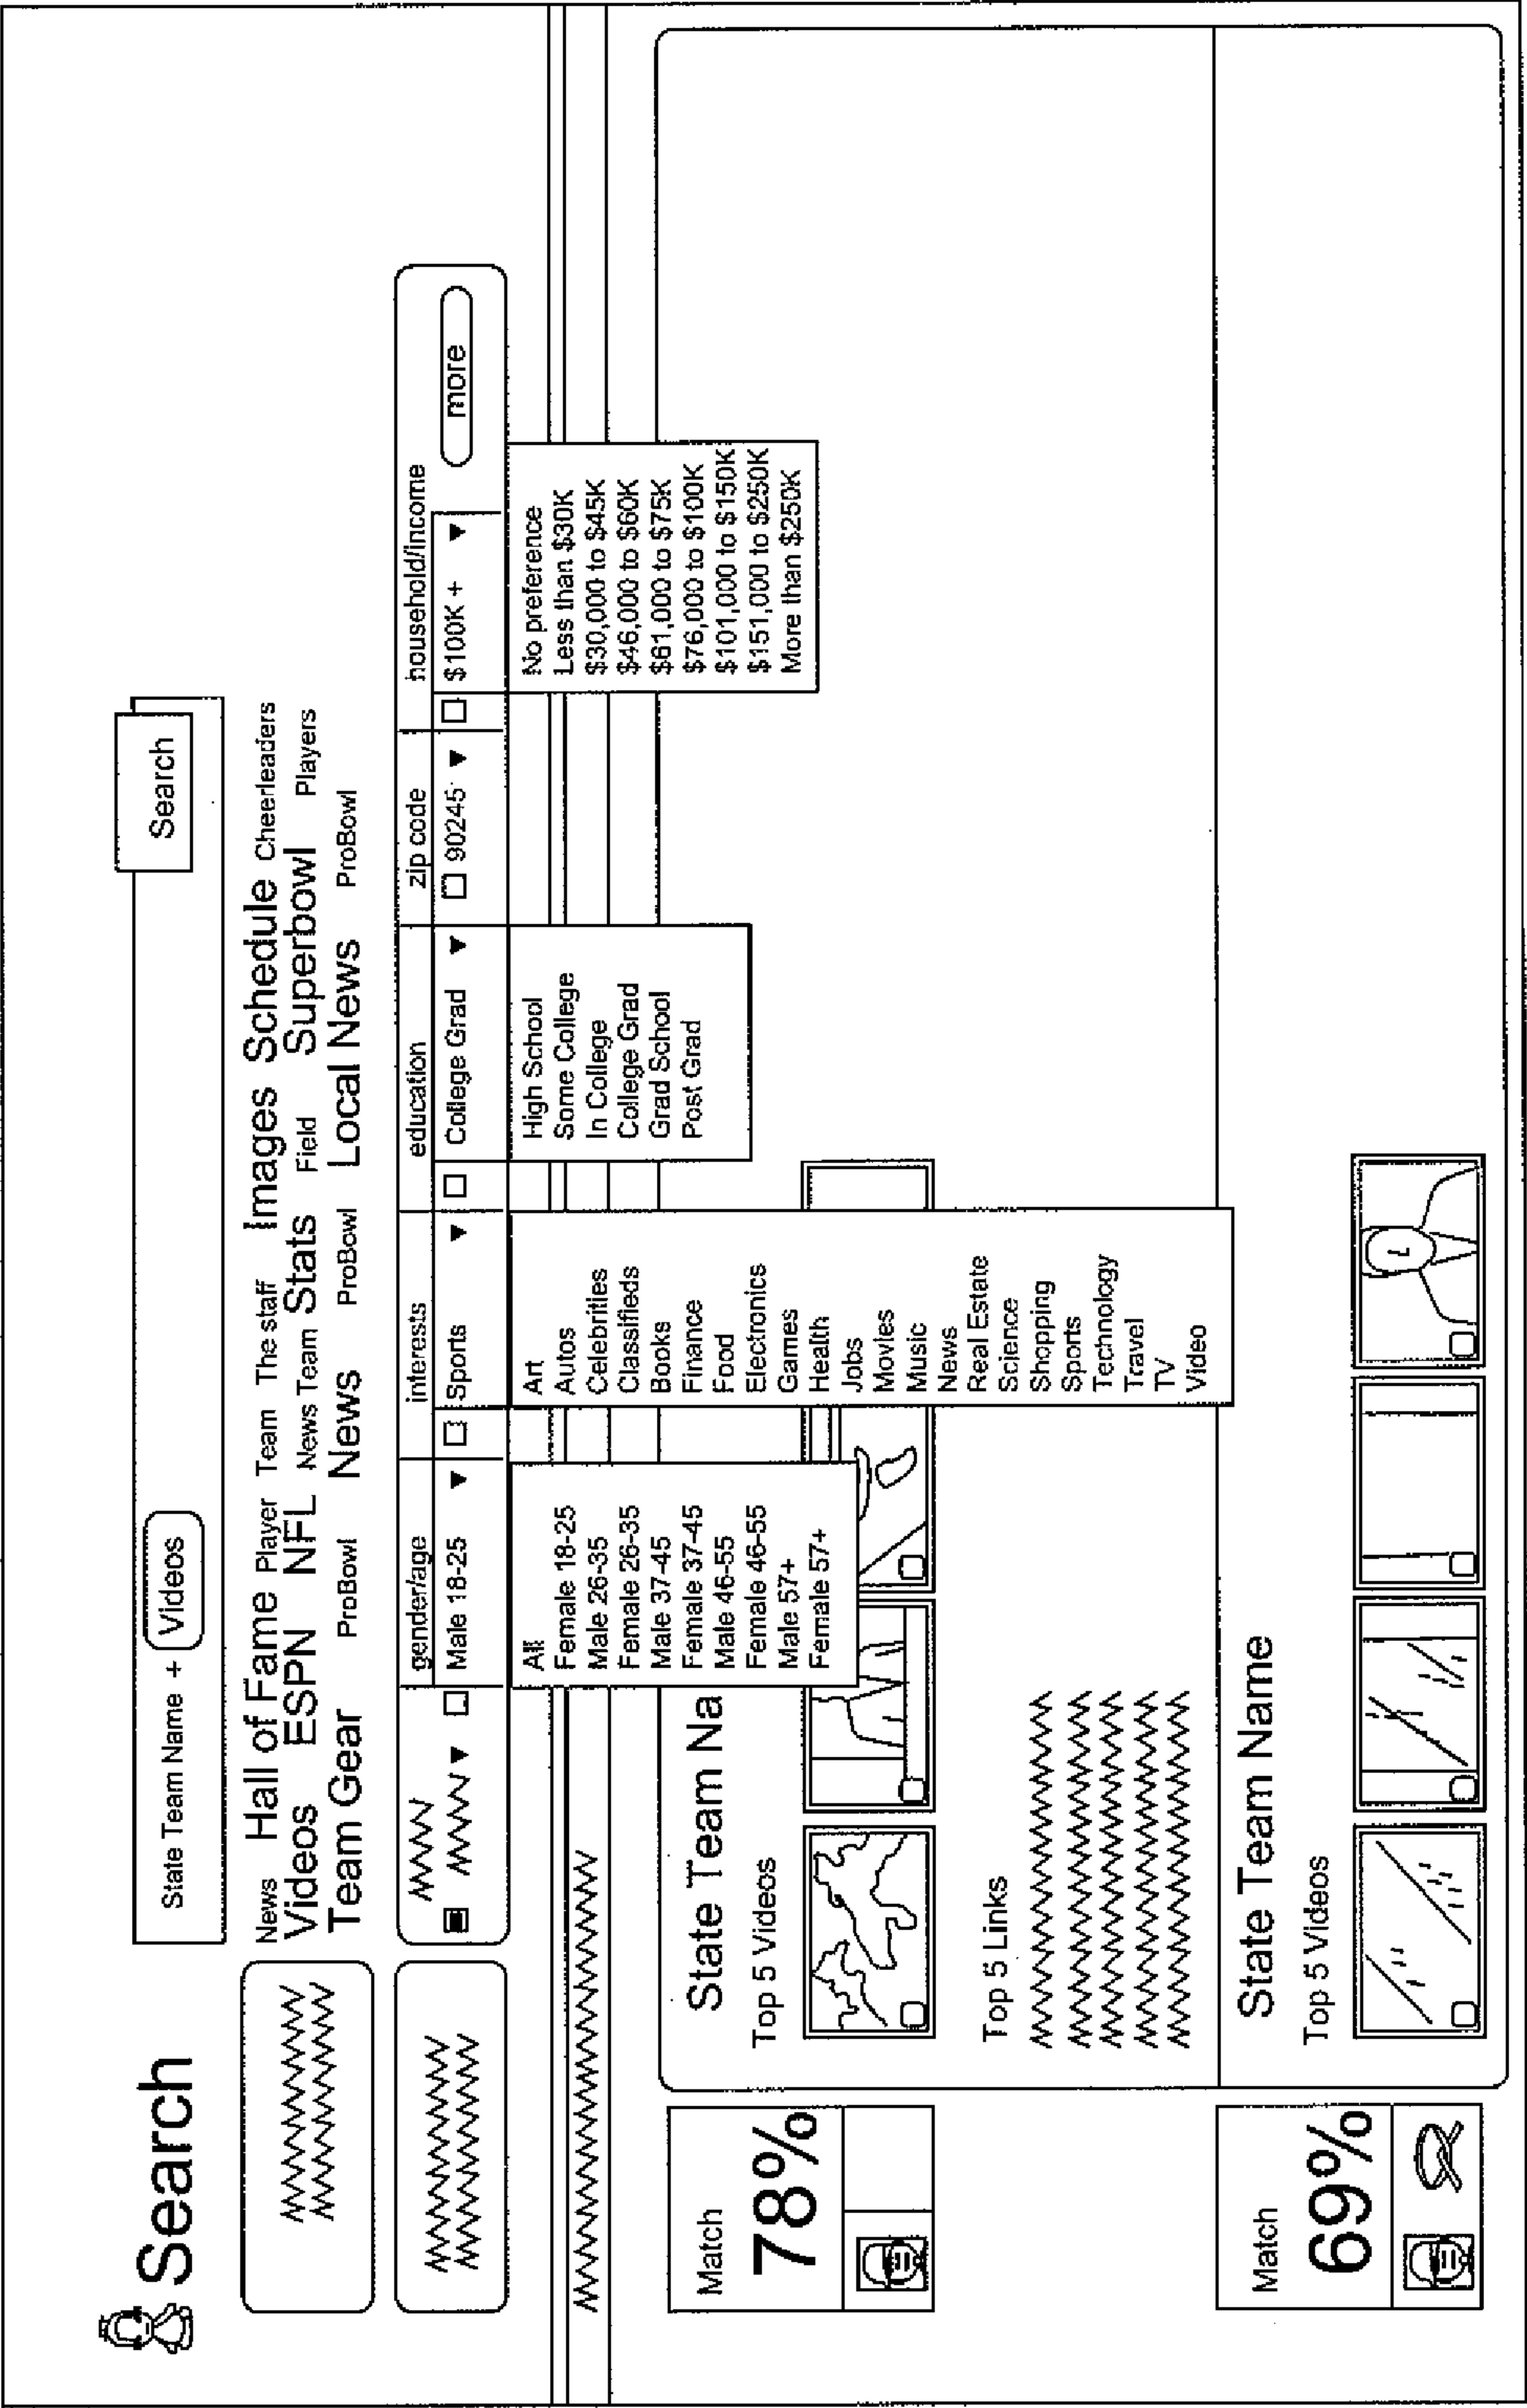 Search
State Team Name + Videos
Search
News Hall of Fame Player Team The staff Images Schedule Cheerleaders
Videos ESPN NFL News Team Stats Field Superbowl Players
Team Gear ProBowl News ProBowl Local News ProBowl
gender/age interests education zip code household/income
Male 18-25 Sports College Grad 90245 $100K + more
All
Female 18-25
Male 26-35
Female 26-35
Male 37-45
Female 37-45
Male 46-55
Female 46-55
Male 57+
Female 57+
Art
Autos
Celebrities
Classifieds
Books
Finance
Food
Electronics
Games
Health
Jobs
Movies
Music
News
Real Estate
Science
Shopping
Sports
Technology
Travel
TV
Video
High School
Some College
In College
College Grad
Grad School
Post Grad
No preference
Less than $30K
$30,000 to $45K
$46,000 to $60K
$61,000 to $75K
$76,000 to $100K
$101,000 to $150K
$151,000 to $250K
More than $250K
Match
78%
State Team Na
Top 5 Videos
Top 5 Links
Match
69%
State Team Name
Top 5 Videos